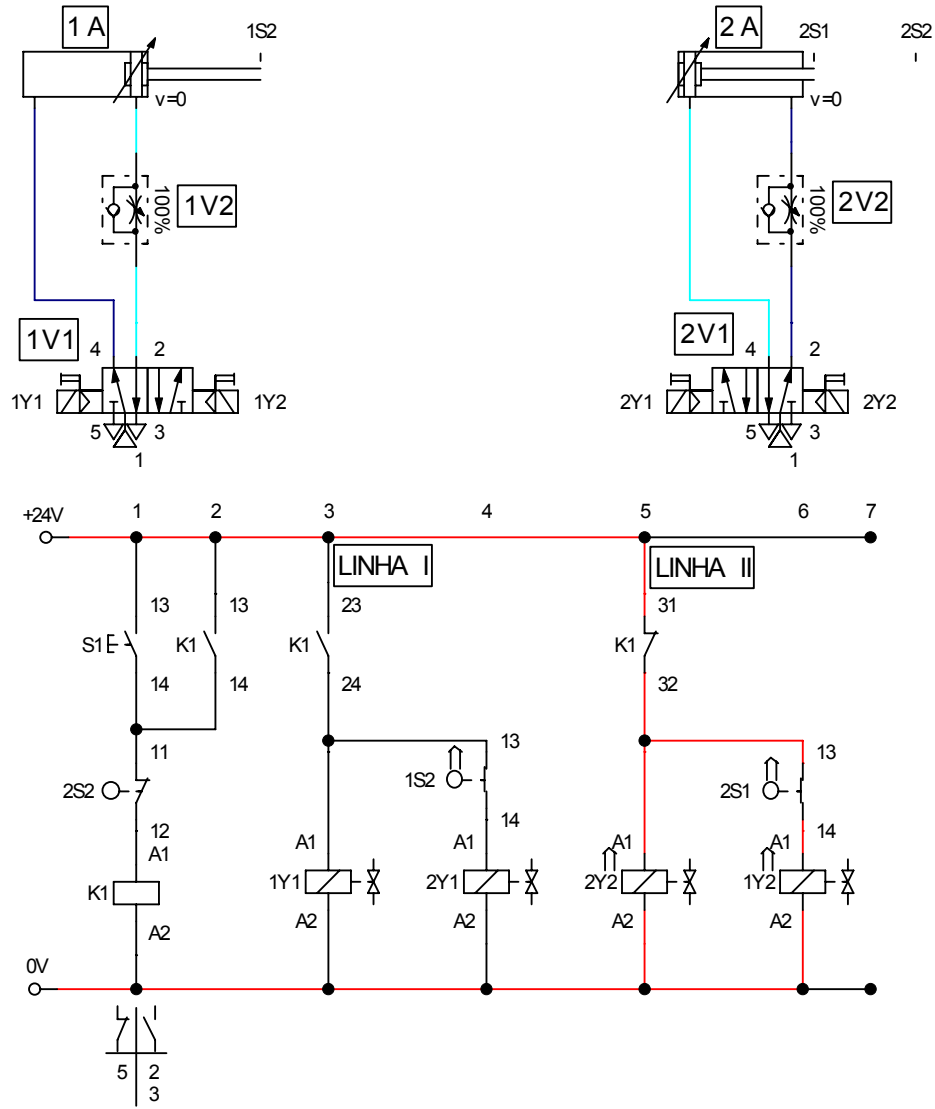 1 A 1S2 2 A 2S1 2S2
v=0 v=0
100% 1V2 100% 2V2
1V1 4 2 2V1 4 2
1Y1 1Y2 2Y1 2Y2
5 3 5 3
1 1
1 2 3 4 5 6 7
+24V
LINHA I LINHA II
13 13 23 31
S1 K1 K1 K1
14 14 24 32
11 13 13
2S2 1S2 2S1
12 14 14
A1 A1 A1 A1 A1
K1 1Y1 2Y1 2Y2 1Y2
A2 A2 A2 A2 A2
0V
5 2
3